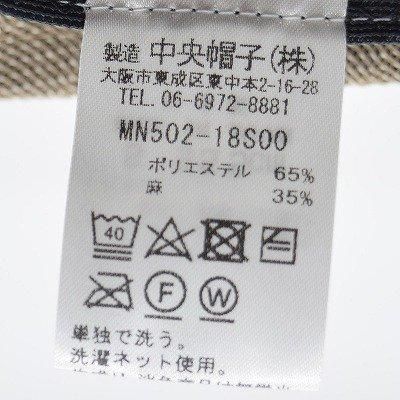 製造 中央帽子(株)
大阪市東成区東中本2-16-28
TEL. 06-6972-8881
MN502-18S00
ポリエステル 65%
麻 35%
40
F W
単独で洗う。
洗濯ネット使用。